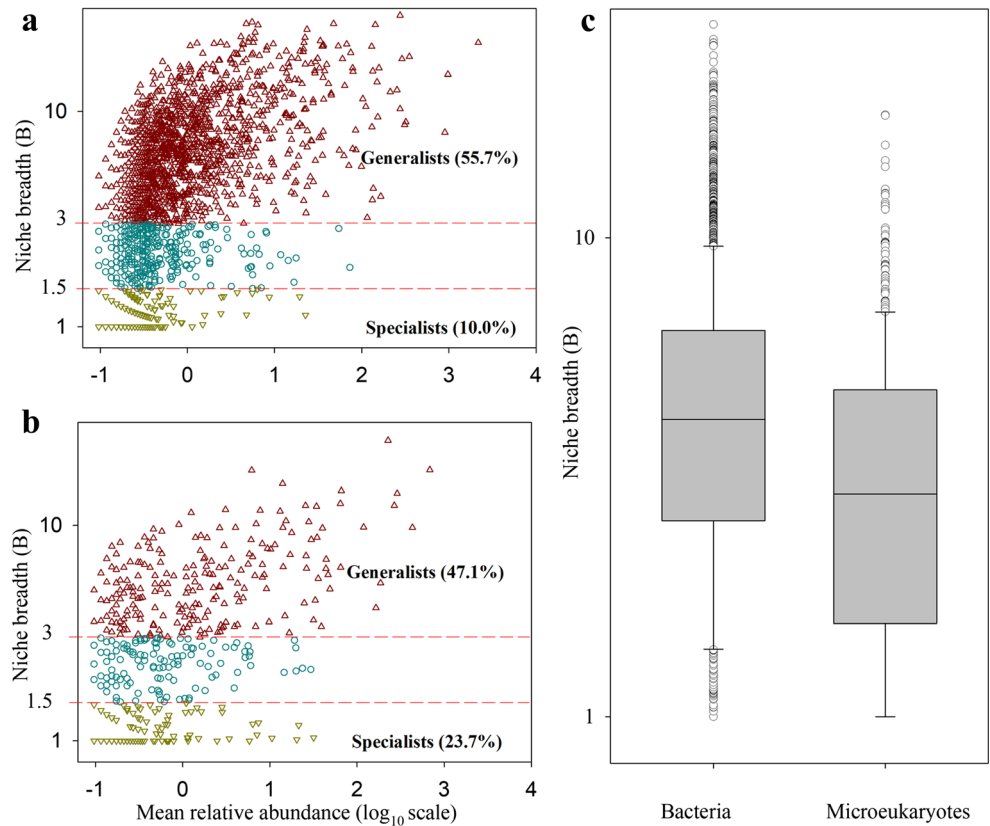 a
Niche breadth (B)
10
3
1.5
1
Generalists (55.7%)
Specialists (10.0%)
-1 0 1 2 3 4
b
Niche breadth (B)
10
3
1.5
1
Generalists (47.1%)
Specialists (23.7%)
-1 0 1 2 3 4
Mean relative abundance (log10 scale)
c
Niche breadth (B)
10
1
Bacteria Microeukaryotes